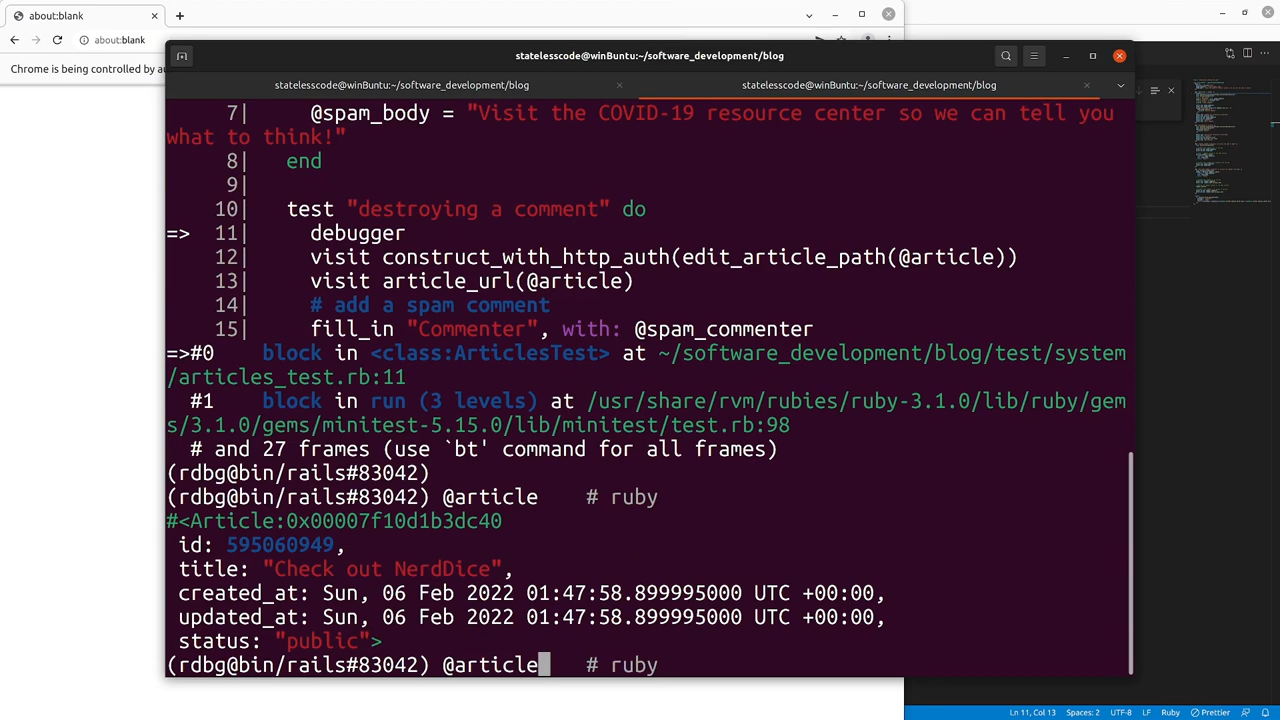 about:blank
about:blank
Chrome is being controlled by au
statelesscode@winBuntu:~/software_development/blog
statelesscode@winBuntu:~/software_development/blog
statelesscode@winBuntu:~/software_development/blog
7|     @spam_body = "Visit the COVID-19 resource center so we can tell you
what to think!"
8|   end
9|
10|   test "destroying a comment" do
=>  11|     debugger
12|     visit construct_with_http_auth(edit_article_path(@article))
13|     visit article_url(@article)
14|     # add a spam comment
15|     fill_in "Commenter", with: @spam_commenter
=>#0    block in <class:ArticlesTest> at ~/software_development/blog/test/system
/articles_test.rb:11
  #1    block in run (3 levels) at /usr/share/rvm/rubies/ruby-3.1.0/lib/ruby/gem
s/3.1.0/gems/minitest-5.15.0/lib/minitest/test.rb:98
  # and 27 frames (use `bt' command for all frames)
(rdbg@bin/rails#83042)
(rdbg@bin/rails#83042) @article    # ruby
#<Article:0x00007f10d1b3dc40
 id: 595060949,
 title: "Check out NerdDice",
 created_at: Sun, 06 Feb 2022 01:47:58.899995000 UTC +00:00,
 updated_at: Sun, 06 Feb 2022 01:47:58.899995000 UTC +00:00,
 status: "public">
(rdbg@bin/rails#83042) @article    # ruby
Ln 11, Col 13 Spaces: 2 UTF-8 LF Ruby Prettier